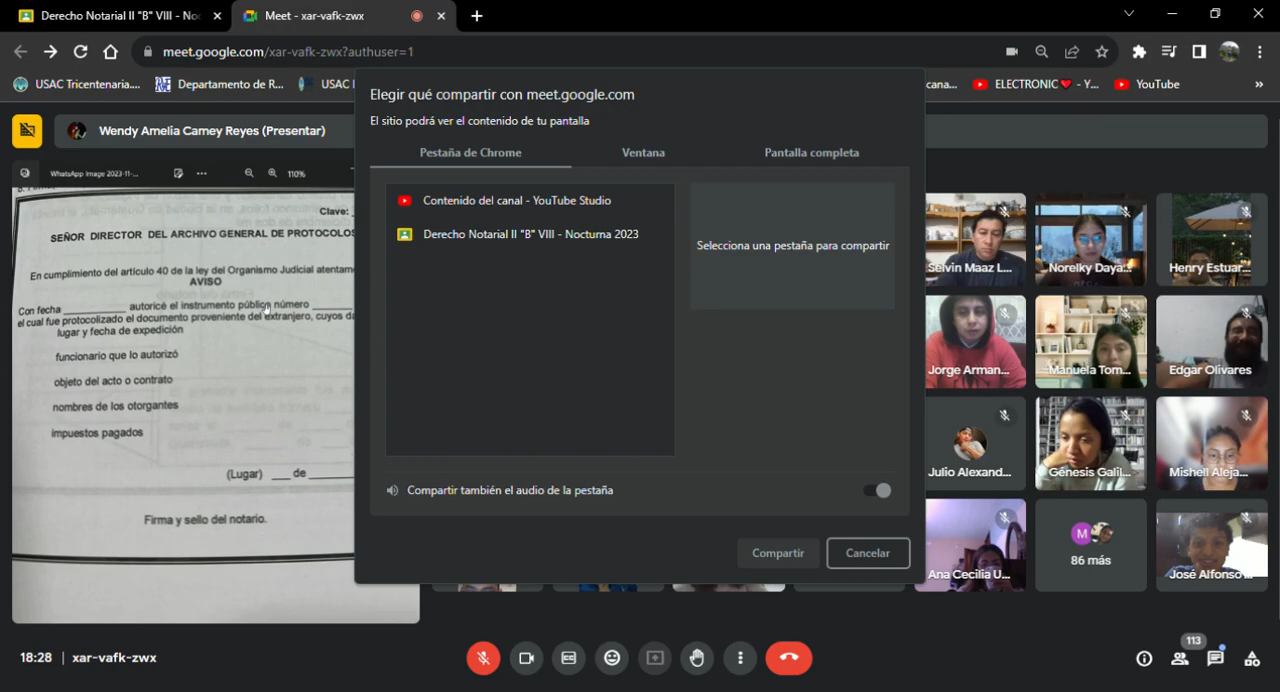 Derecho Notarial II "B" VIII - No
Meet - xar-vafk-zwx
meet.google.com/xar-vafk-zwx?authuser=1
USAC Tricentenaria...
Departamento de R...
USAC
cana...
ELECTRONIC❤ - Y...
YouTube
Wendy Amelia Camey Reyes (Presentar)
WhatsApp Image 2023-11-...
110%
Clave:
SEÑOR DIRECTOR DEL ARCHIVO GENERAL DE PROTOCOLOS
En cumplimiento del artículo 40 de la ley del Organismo Judicial atentam
AVISO
Con fecha ____________ autoricé el instrumento público número ______
el cual fue protocolizado el documento proveniente del extranjero, cuyos da
lugar y fecha de expedición
funcionario que lo autorizó
objeto del acto o contrato
nombres de los otorgantes
impuestos pagados
(Lugar) ___ de ______
Firma y sello del notario.
Elegir qué compartir con meet.google.com
El sitio podrá ver el contenido de tu pantalla
Pestaña de Chrome
Ventana
Pantalla completa
Contenido del canal - YouTube Studio
Derecho Notarial II "B" VIII - Nocturna 2023
Selecciona una pestaña para compartir
Compartir también el audio de la pestaña
Compartir
Cancelar
Selvin Maaz L...
Norelky Daya...
Henry Estuar...
Jorge Arman...
Manuela Tom...
Edgar Olivares
Julio Alexand...
Génesis Galil...
Mishell Aleja...
Ana Cecilia U...
M
86 más
José Alfonso...
18:28 | xar-vafk-zwx
113